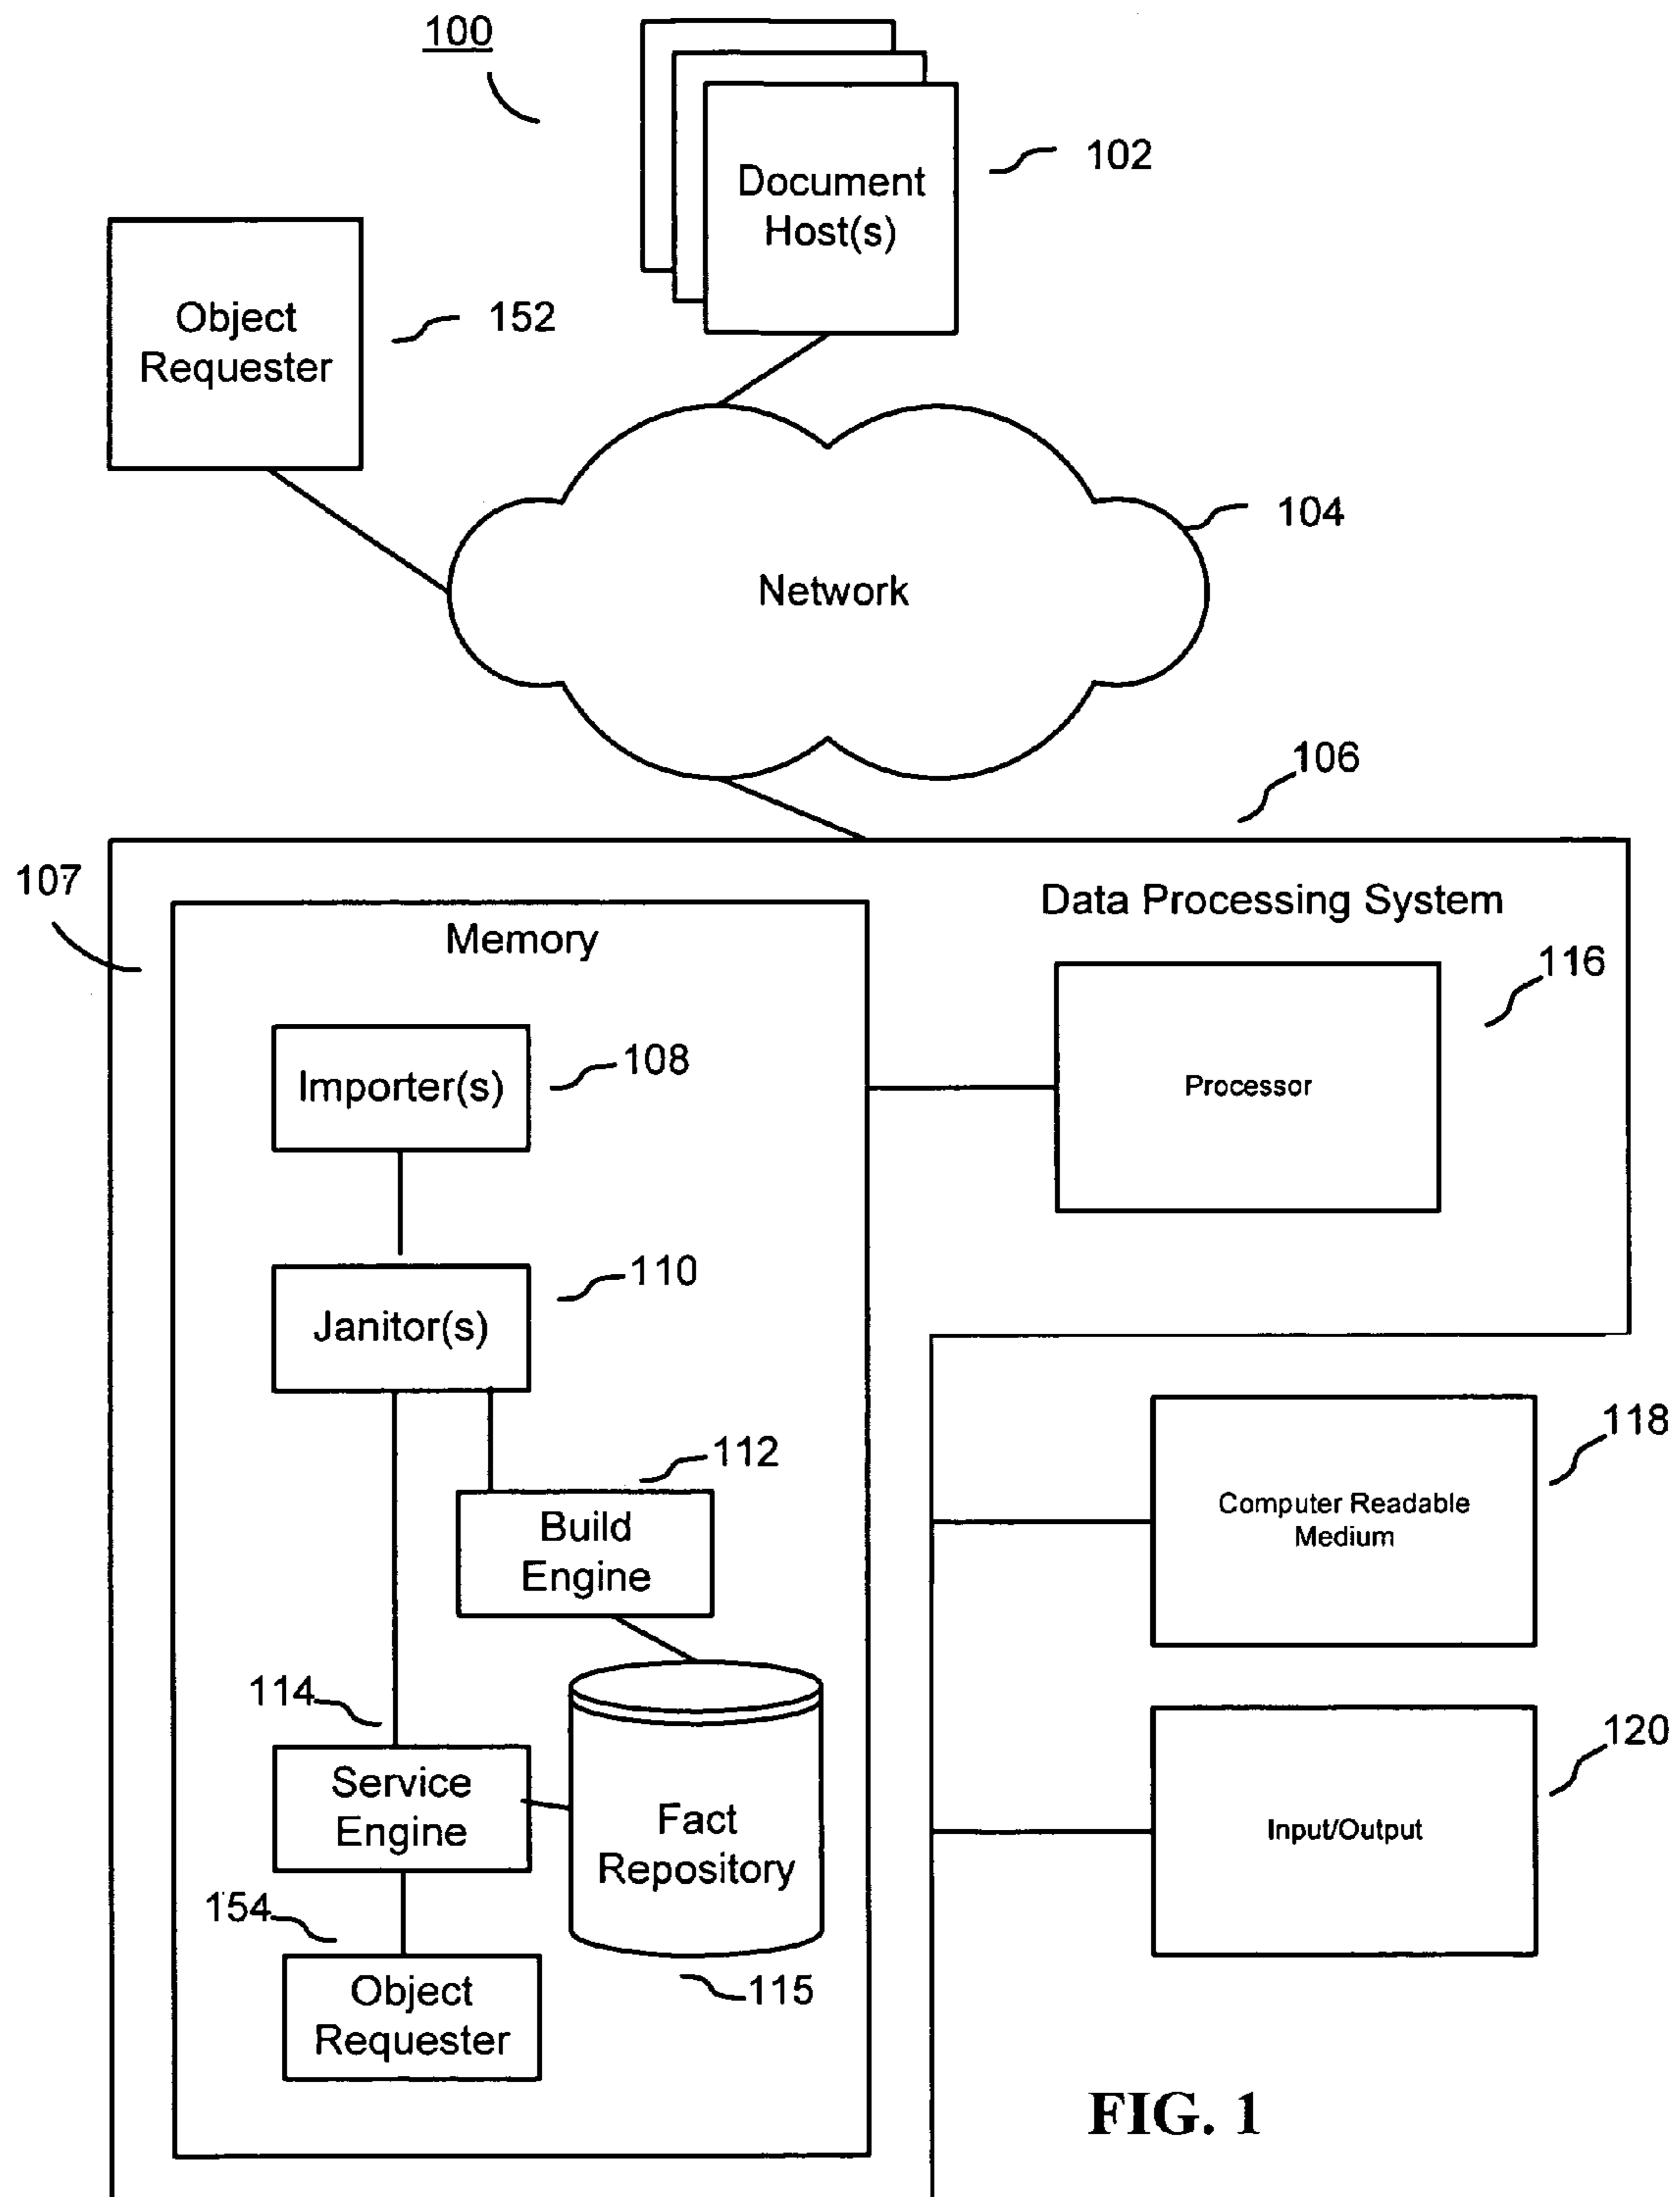 100
Document
Host(s)
102
Object
Requester
152
104
Network
106
107
Data Processing System
Memory
116
Importer(s)
108
Processor
110
Janitor(s)
118
112
Computer Readable
Medium
Build
Engine
114
120
Service
Engine
Fact
Repository
Input/Output
154
115
Object
Requester
FIG. 1